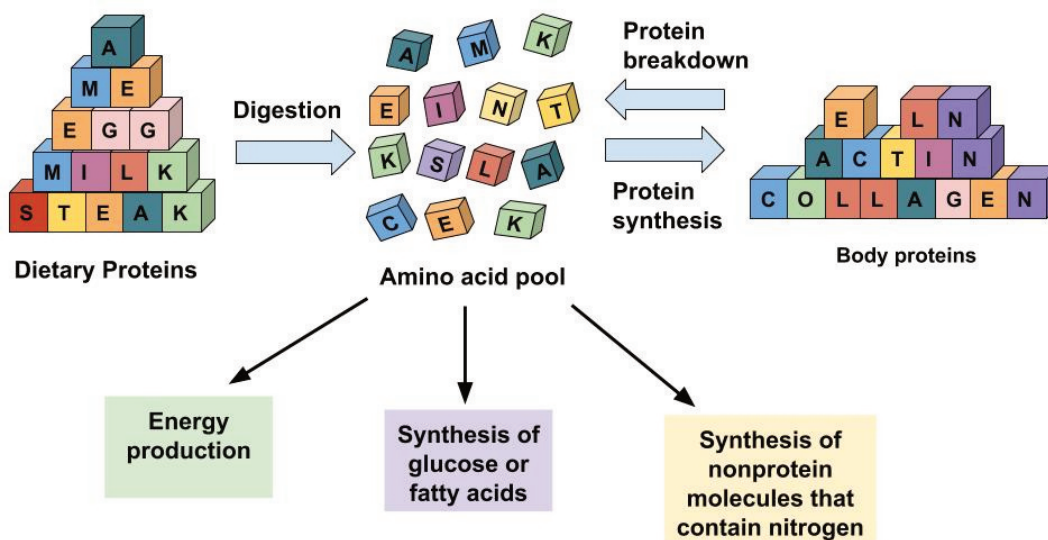 A
M E
E G G
M I L K
S T E A K
Dietary Proteins
Digestion
A M K
E I N T
K S L A
C E K
Amino acid pool
Protein
breakdown
Protein
synthesis
E L N
A C T I N
C O L L A G E N
Body proteins
Energy
production
Synthesis of
glucose or
fatty acids
Synthesis of
nonprotein
molecules that
contain nitrogen